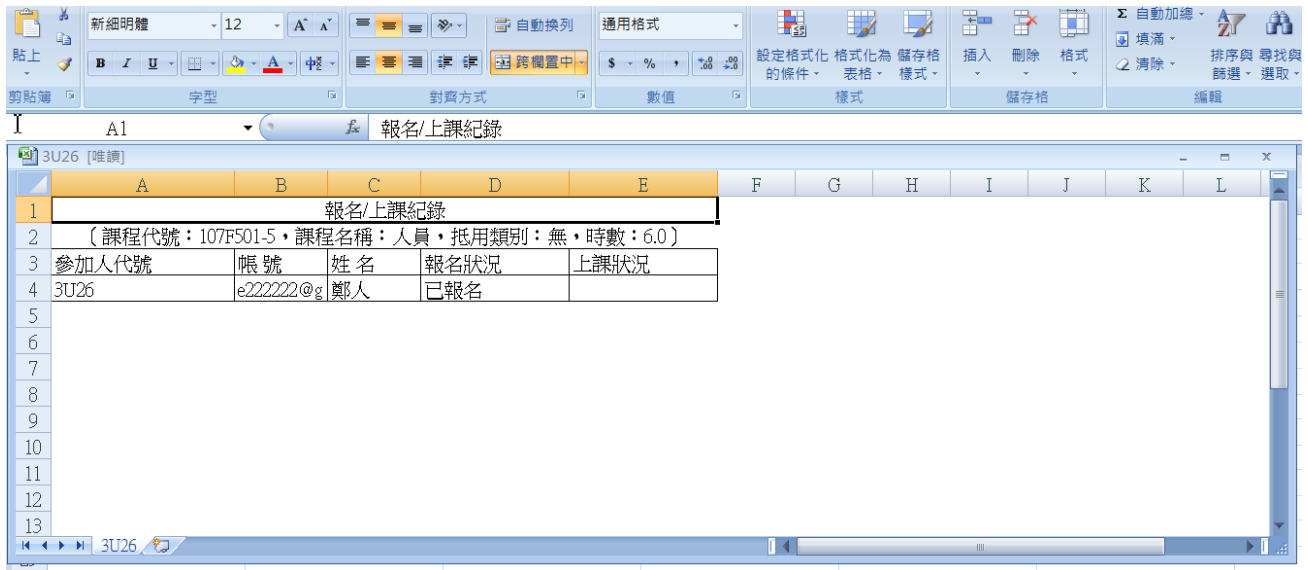 新細明體 12 A A 自動換列 通用格式 Σ 自動加總
填滿
貼上 B I U A 中 跨欄置中 $ % , .0 .00 .00 .0 設定格式化的條件 格式化為表格 儲存格樣式 插入 刪除 格式 清除 排序與篩選 尋找與選取
剪貼簿 字型 對齊方式 數值 樣式 儲存格 編輯
A1 fx 報名/上課紀錄
3U26 [唯讀]
A B C D E F G H I J K L
1 報名/上課紀錄
2 〔課程代號：107F501-5，課程名稱：人員，抵用類別：無，時數：6.0〕
3 參加人代號 帳 號 姓 名 報名狀況 上課狀況
4 3U26 e222222@g 鄭人 已報名
5
6
7
8
9
10
11
12
13
3U26